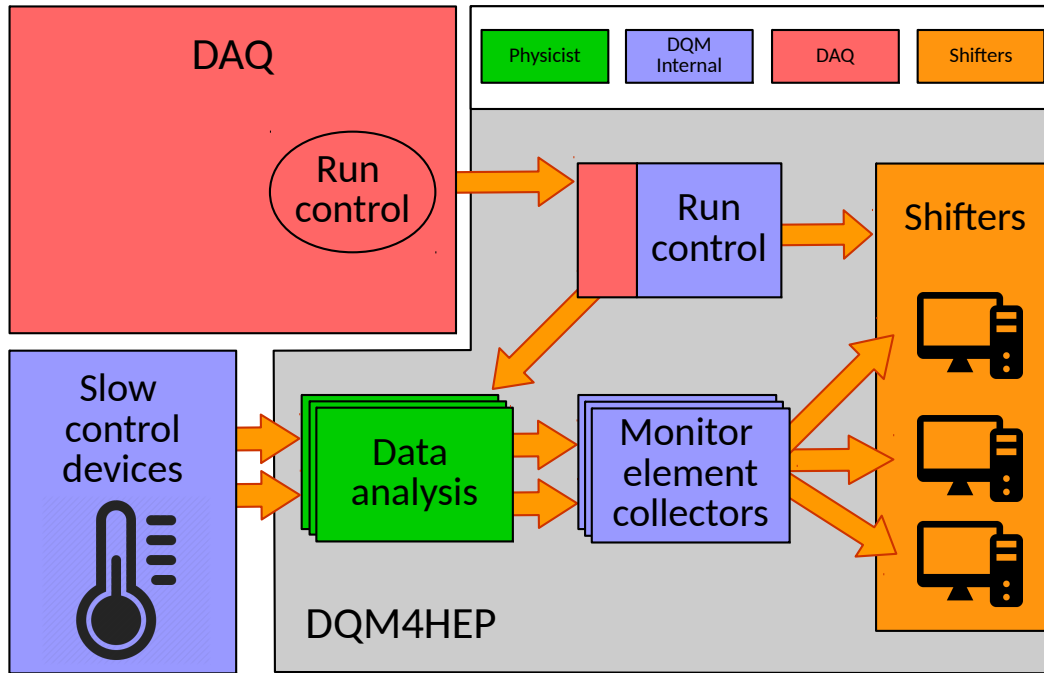 DAQ
Run
control
Physicist
DQM
Internal
DAQ
Shifters
Run
control
Shifters
Slow
control
devices
Data
analysis
Monitor
element
collectors
DQM4HEP